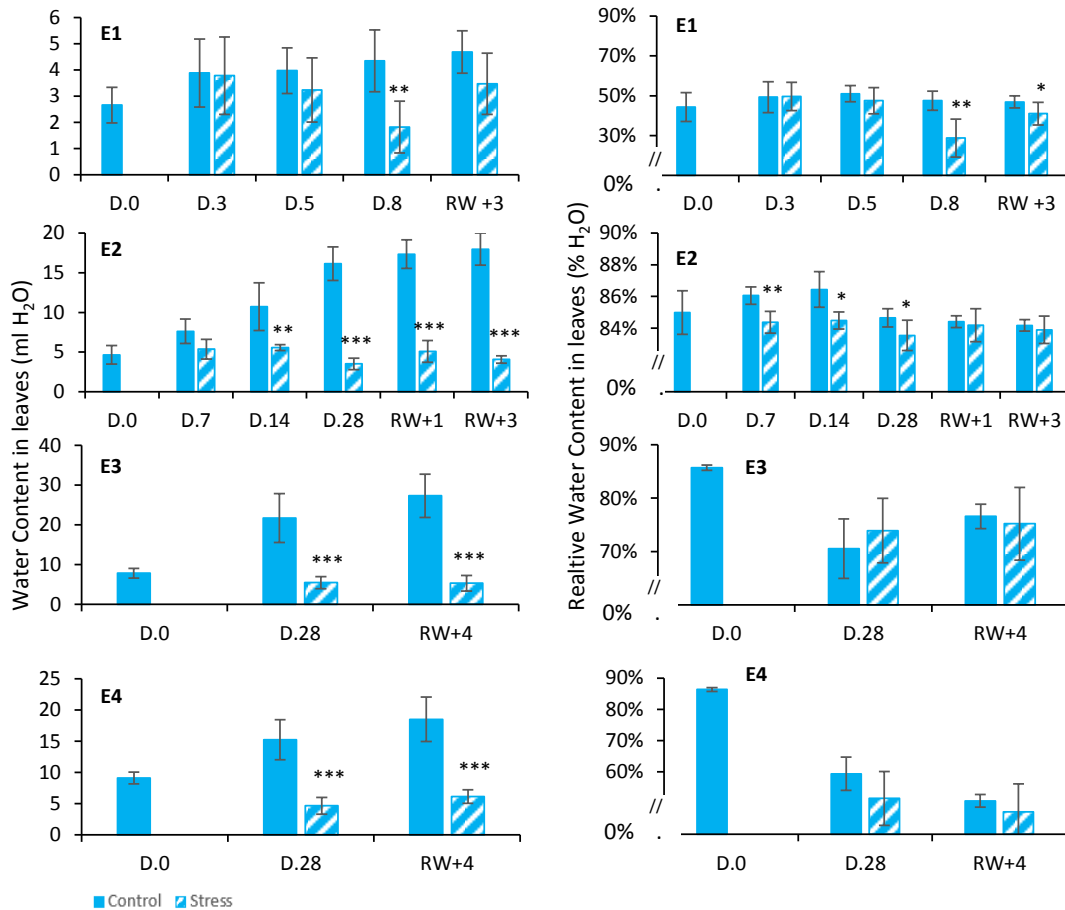 Water Content in leaves (ml H2O)
E1
6
5
4
3
2
1
0
**
D.0 D.3 D.5 D.8 RW +3
E2
20
15
10
5
0
** *** *** ***
D.0 D.7 D.14 D.28 RW+1 RW+3
E3
40
30
20
10
0
*** ***
D.0 D.28 RW+4
E4
25
20
15
10
5
0
*** ***
D.0 D.28 RW+4
Control Stress
Realtive Water Content in leaves (% H2O)
E1
90%
70%
50%
30%
//
0% .
** *
D.0 D.3 D.5 D.8 RW +3
E2
90%
88%
86%
84%
//
0% .
** * *
D.0 D.7 D.14 D.28 RW+1 RW+3
E3
90%
80%
70%
//
0% .
D.0 D.28 RW+4
E4
90%
80%
70%
60%
//
0% .
D.0 D.28 RW+4